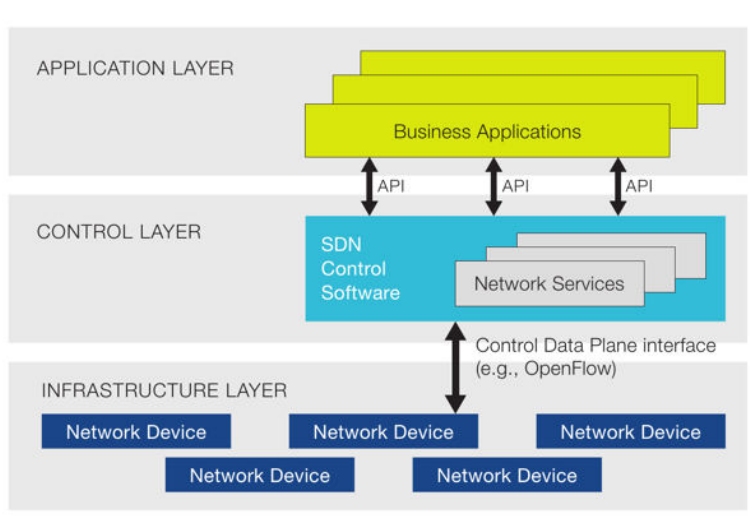 APPLICATION LAYER
Business Applications
API API API
CONTROL LAYER
SDN
Control
Software
Network Services
Control Data Plane interface
(e.g., OpenFlow)
INFRASTRUCTURE LAYER
Network Device Network Device Network Device
Network Device Network Device